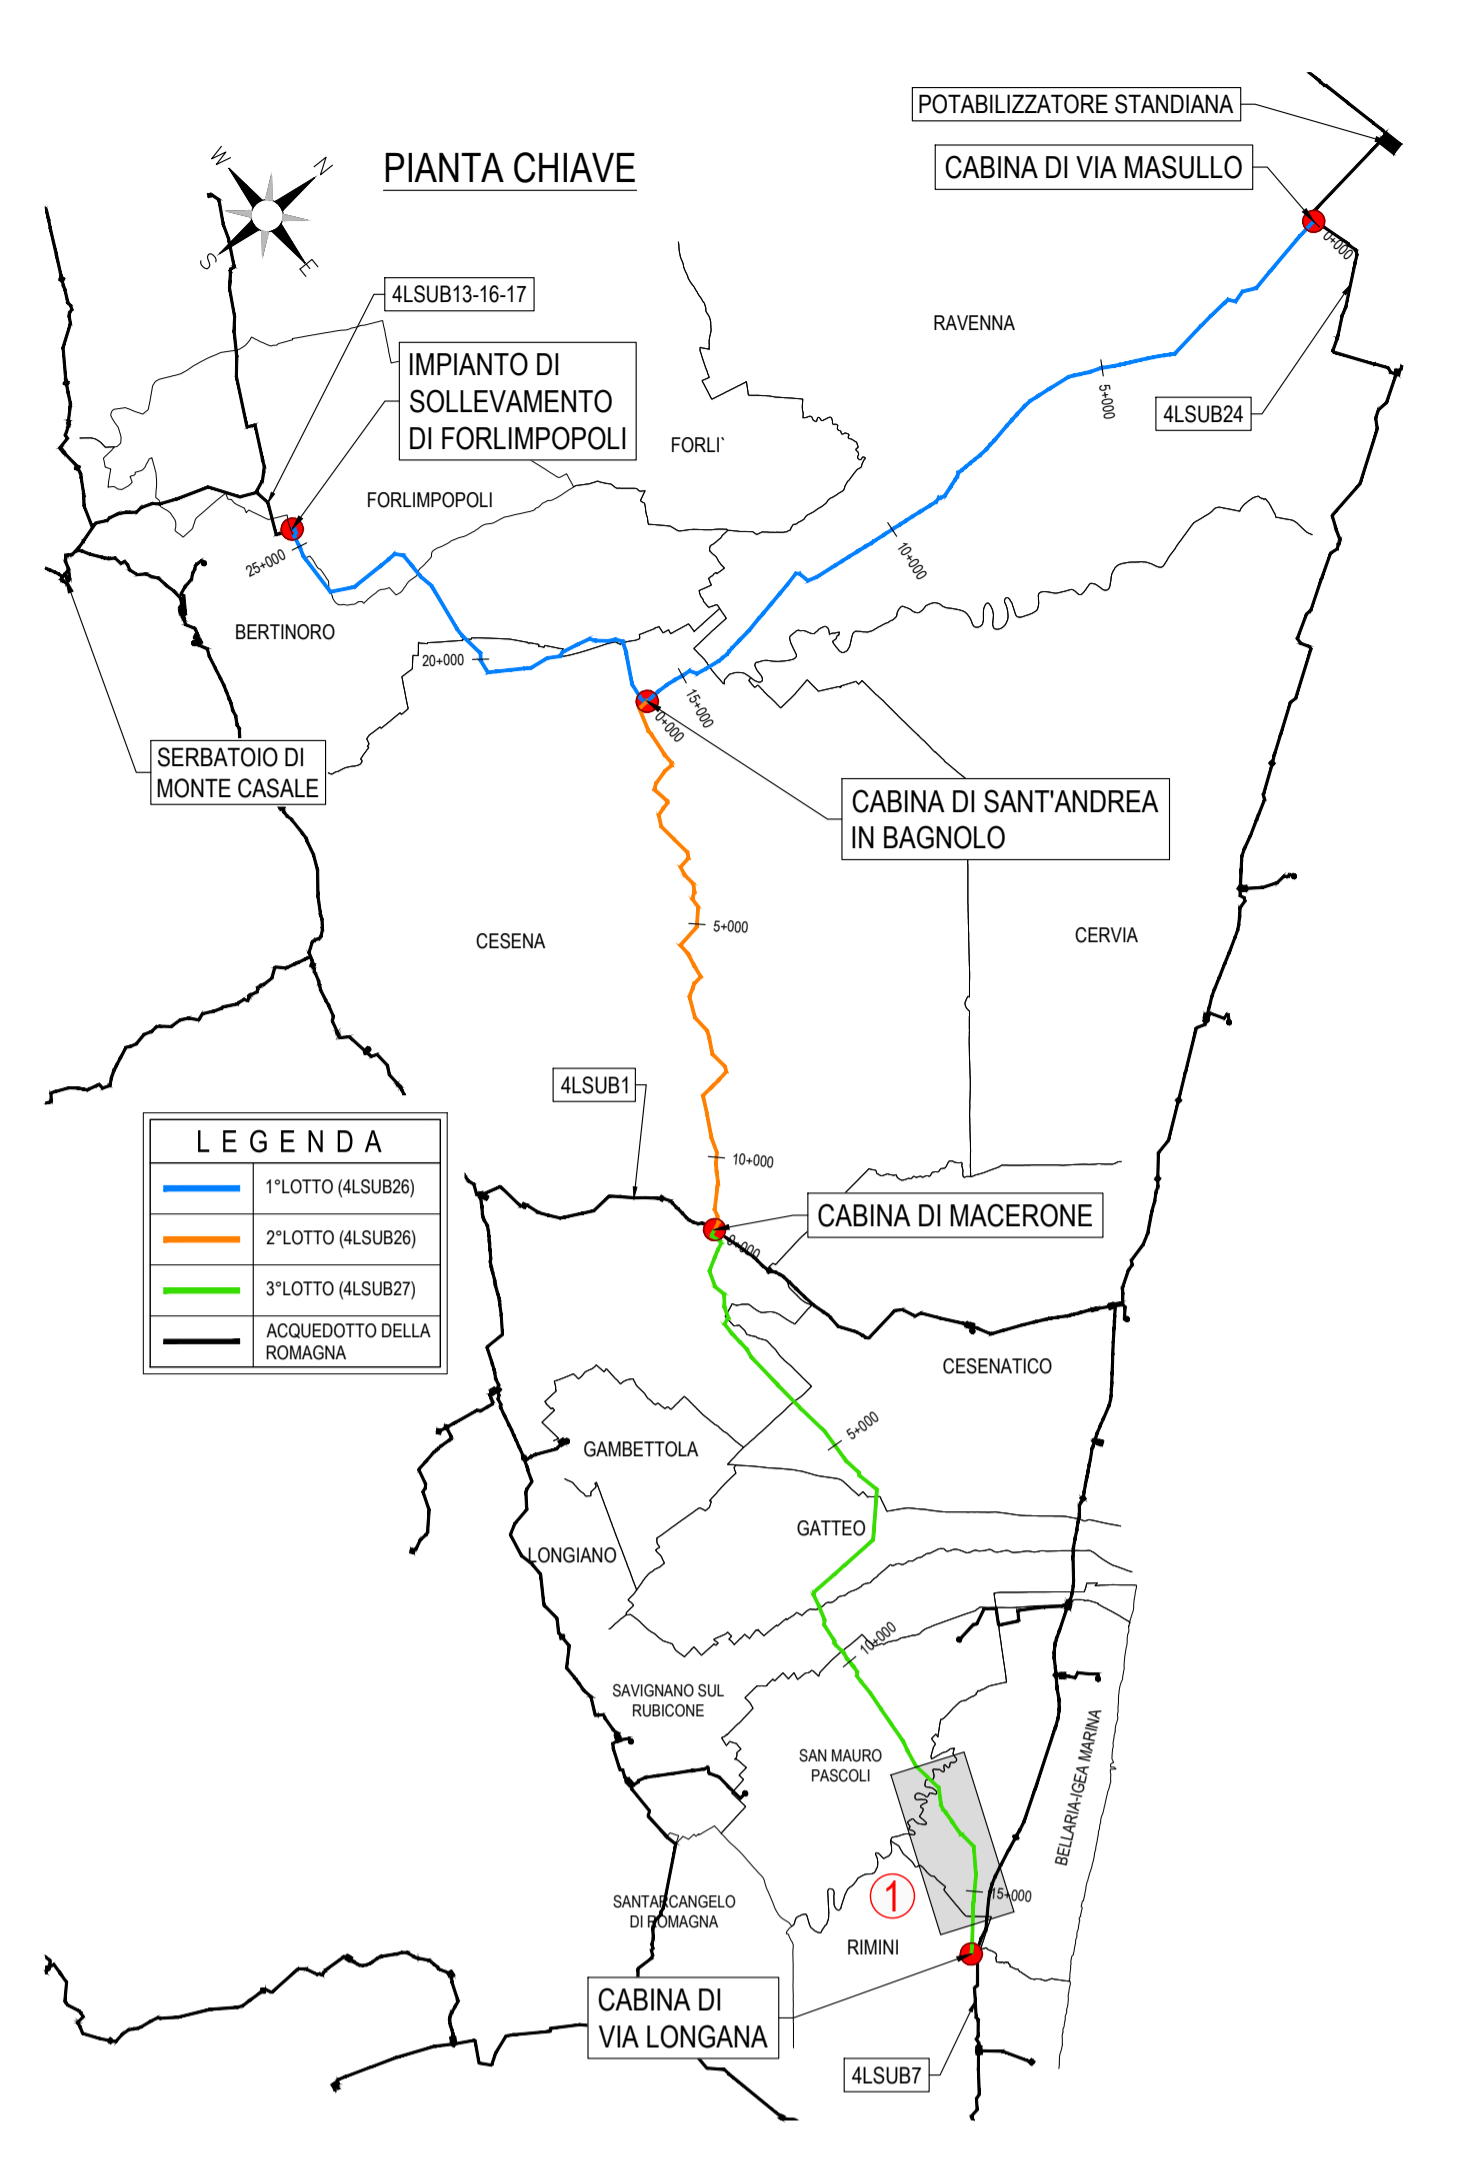 POTABILIZZATORE STANDIANA
PIANTA CHIAVE
CABINA DI VIA MASULLO
W
N
S
E
0+000
4LSUB13-16-17
RAVENNA
IMPIANTO DI
SOLLEVAMENTO
DI FORLIMPOPOLI
5+000
4LSUB24
FORLI`
FORLIMPOPOLI
25+000
10+000
BERTINORO
20+000
15+000
0+000
SERBATOIO DI
MONTE CASALE
CABINA DI SANT'ANDREA
IN BAGNOLO
5+000
CESENA
CERVIA
4LSUB1
10+000
LEGENDA
1°LOTTO (4LSUB26)
2°LOTTO (4LSUB26)
3°LOTTO (4LSUB27)
ACQUEDOTTO DELLA
ROMAGNA
CABINA DI MACERONE
0+000
CESENATICO
5+000
GAMBETTOLA
GATTEO
LONGIANO
10+000
SAVIGNANO SUL
RUBICONE
SAN MAURO
PASCOLI
BELLARIA-IGEA MARINA
1
15+000
SANTARCANGELO
DI ROMAGNA
RIMINI
CABINA DI
VIA LONGANA
4LSUB7